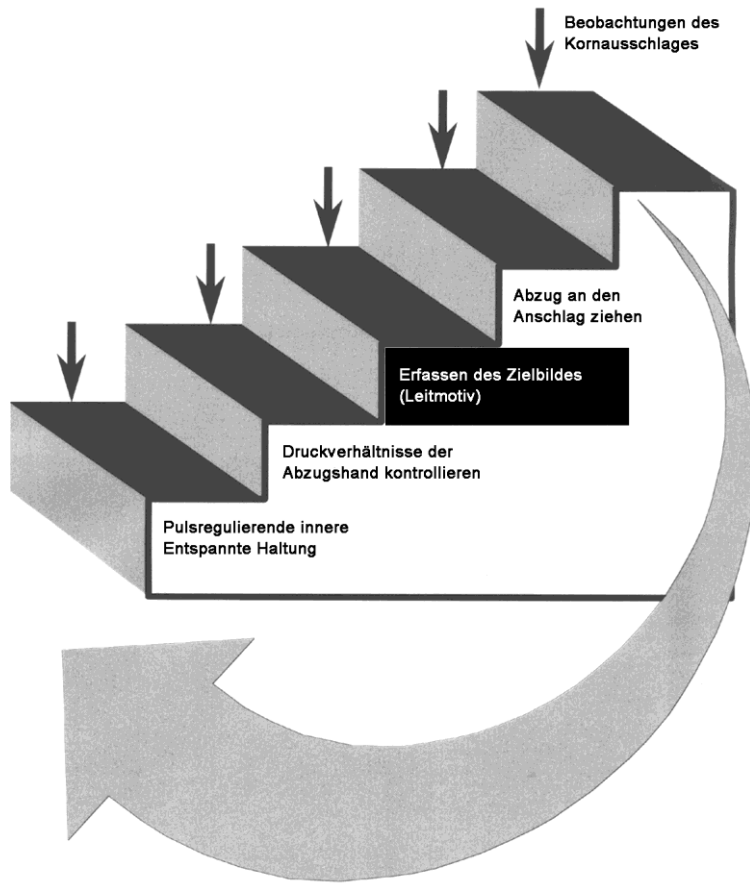 Beobachtungen des
Kornausschlages
Abzug an den
Anschlag ziehen
Erfassen des Zielbildes
(Leitmotiv)
Druckverhältnisse der
Abzugshand kontrollieren
Pulsregulierende innere
Entspannte Haltung